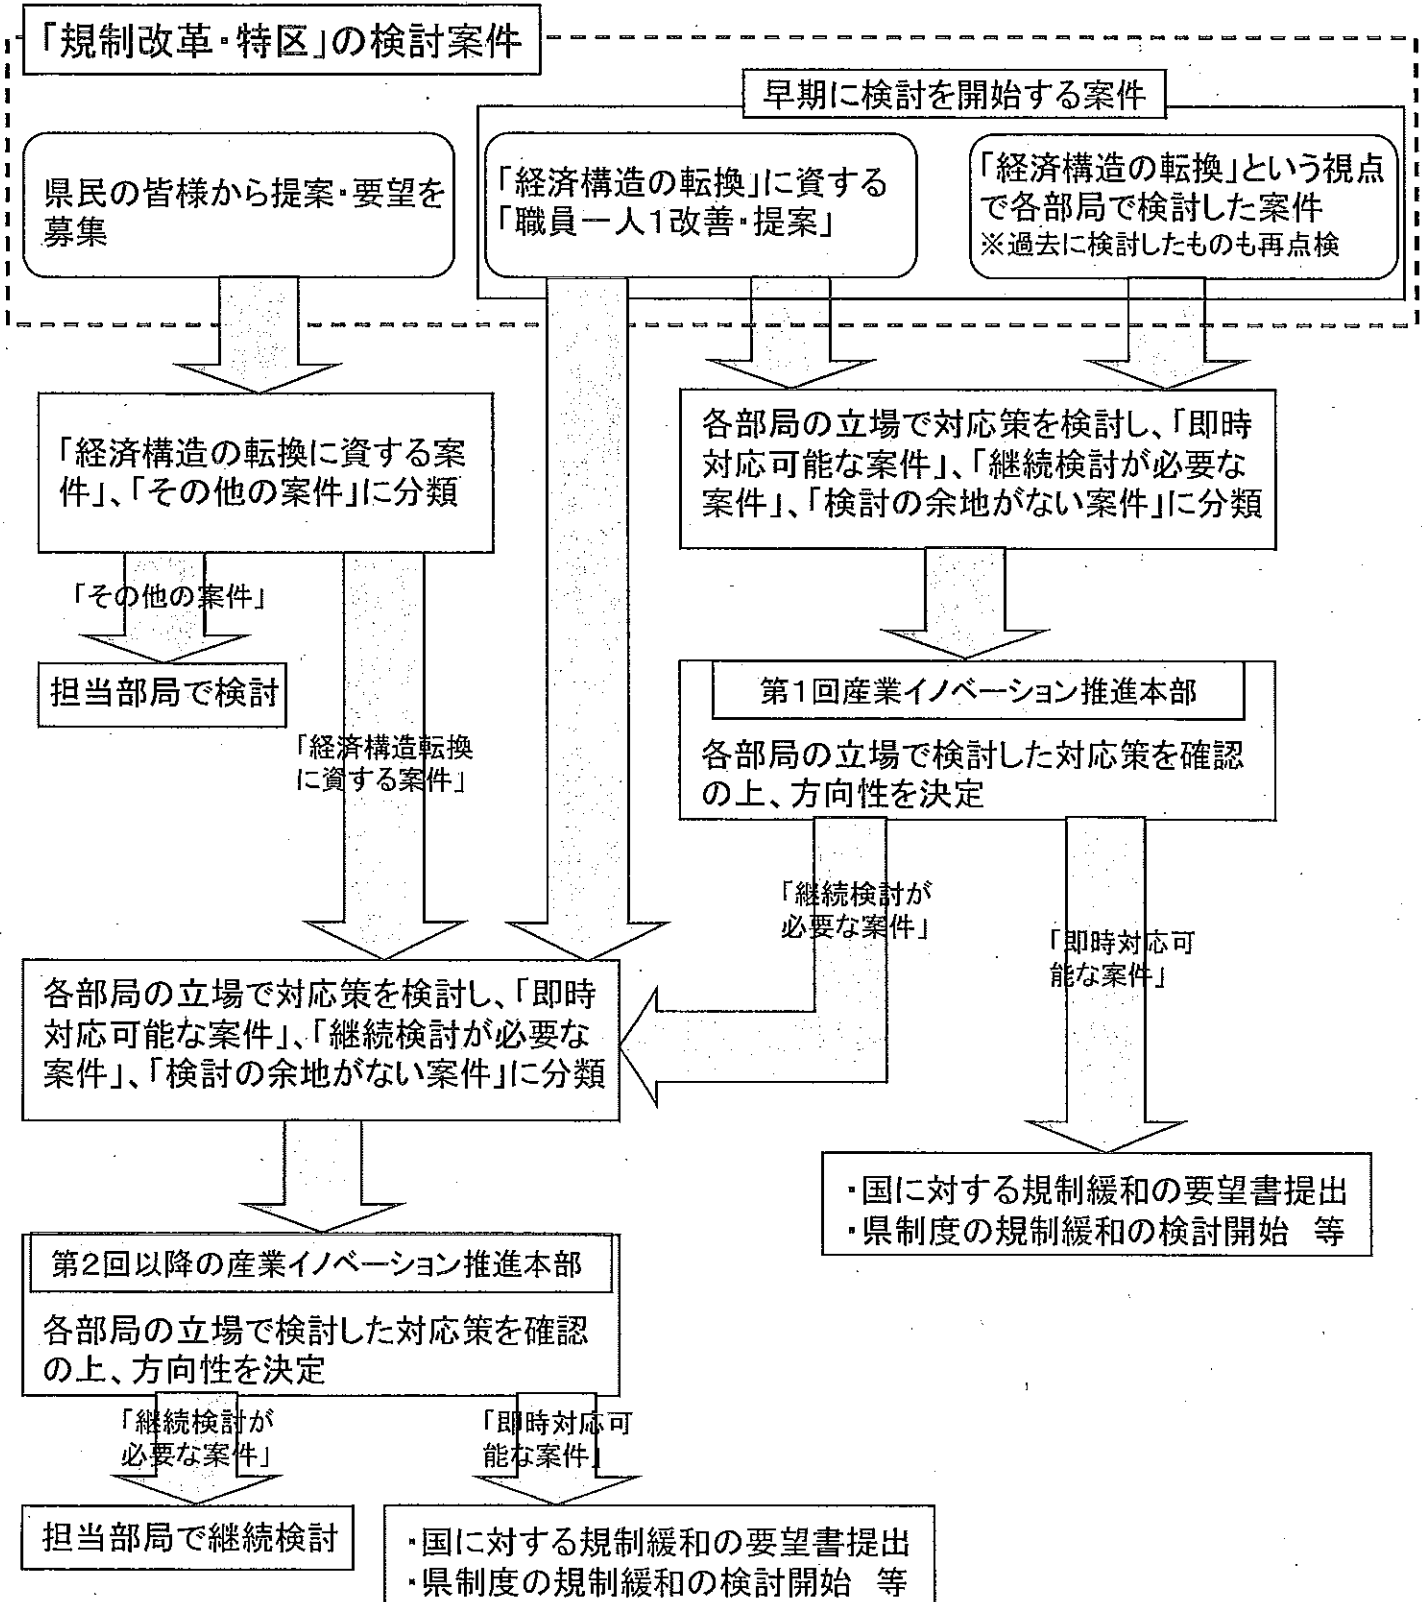 「規制改革・特区」の検討案件
早期に検討を開始する案件
県民の皆様から提案・要望を
募集
「経済構造の転換」に資する
「職員一人1改善・提案」
「経済構造の転換」という視点
で各部局で検討した案件
※過去に検討したものも再点検
「経済構造の転換に資する案
件」、「その他の案件」に分類
各部局の立場で対応策を検討し、「即時
対応可能な案件」、「継続検討が必要な
案件」、「検討の余地がない案件」に分類
「その他の案件」
担当部局で検討
「経済構造転換
に資する案件」
第1回産業イノベーション推進本部
各部局の立場で検討した対応策を確認
の上、方向性を決定
「継続検討が
必要な案件」
「即時対応可
能な案件」
各部局の立場で対応策を検討し、「即時
対応可能な案件」、「継続検討が必要な
案件」、「検討の余地がない案件」に分類
・国に対する規制緩和の要望書提出
・県制度の規制緩和の検討開始　等
第2回以降の産業イノベーション推進本部
各部局の立場で検討した対応策を確認
の上、方向性を決定
「継続検討が
必要な案件」
「即時対応可
能な案件」
担当部局で継続検討
・国に対する規制緩和の要望書提出
・県制度の規制緩和の検討開始　等